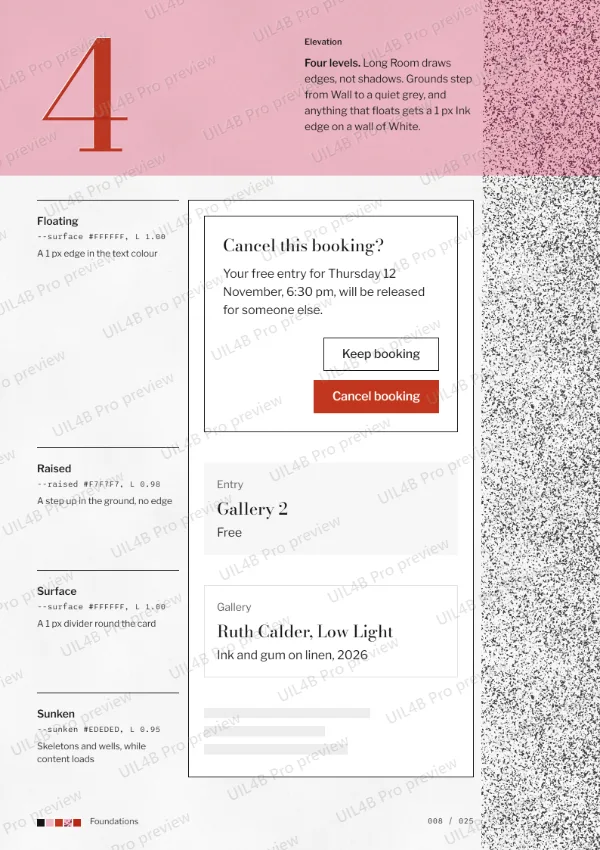 4
Elevation
Four levels. Long Room draws
edges, not shadows. Grounds step
from Wall to a quiet grey, and
anything that floats gets a 1 px Ink
edge on a wall of White.
Floating
--surface #FFFFFF, L 1.00
A 1 px edge in the text colour
Cancel this booking?
Your free entry for Thursday 12
November, 6:30 pm, will be released
for someone else.
Keep booking
Cancel booking
Raised
--raised #F7F7F7, L 0.98
A step up in the ground, no edge
Entry
Gallery 2
Free
Surface
--surface #FFFFFF, L 1.00
A 1 px divider round the card
Gallery
Ruth Calder, Low Light
Ink and gum on linen, 2026
Sunken
--sunken #EDEDED, L 0.95
Skeletons and wells, while
content loads
Foundations
008 / 025
UIL4B Pro preview